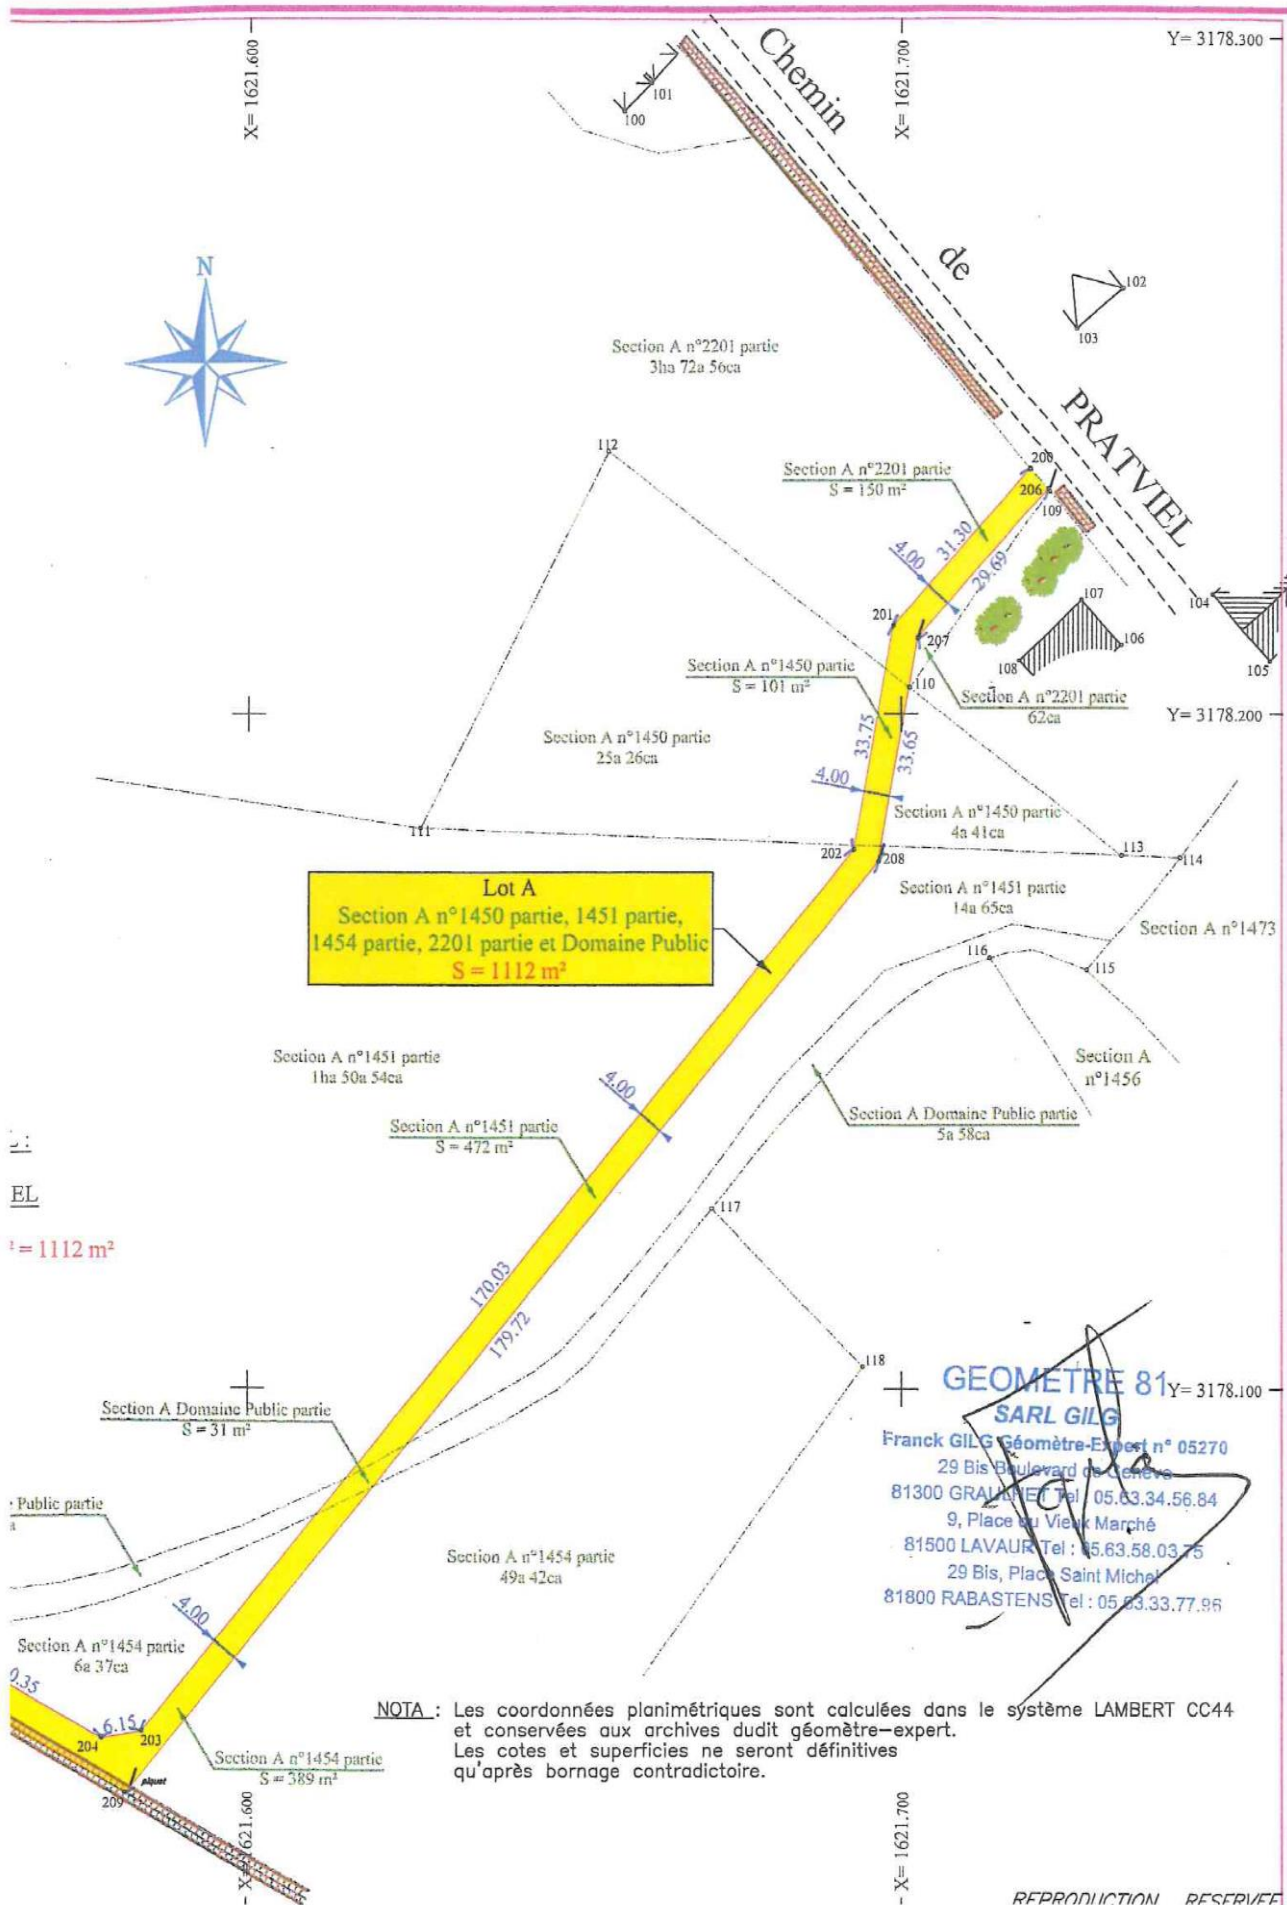 X= 1621.600
X= 1621.700
Y= 3178.300
Chemin
de
PRATVIEL
101
100
102
103
N
Section A n°2201 partie
3ha 72a 56ca
112
Section A n°2201 partie
S = 150 m²
200
206
109
31.30
29.69
4.00
201
207
107
104
106
108
105
110
Section A n°1450 partie
S = 101 m²
Section A n°2201 partie
62ca
Y= 3178.200
Section A n°1450 partie
25a 26ca
33.75
33.65
4.00
Section A n°1450 partie
4a 41ca
111
202
208
113
114
Lot A
Section A n°1450 partie, 1451 partie,
1454 partie, 2201 partie et Domaine Public
S = 1112 m²
Section A n°1451 partie
14a 65ca
Section A n°1473
116
115
Section A n°1451 partie
1ha 50a 54ca
4.00
Section A
n°1456
Section A Domaine Public partie
5a 58ca
Section A n°1451 partie
S = 472 m²
EL
² = 1112 m²
117
170.03
179.72
118
Y= 3178.100
GEOMETRE 81
SARL GILG
Franck GILG Géomètre-Expert n° 05270
29 Bis Boulevard de Genève
81300 GRAULHET Tel : 05.63.34.56.84
9, Place du Vieux Marché
81500 LAVAUR Tel : 05.63.58.03.75
29 Bis, Place Saint Michel
81800 RABASTENS Tel : 05.63.33.77.96
Section A Domaine Public partie
S = 31 m²
Public partie
Section A n°1454 partie
49a 42ca
4.00
Section A n°1454 partie
6a 37ca
0.35
6.15
204
203
piquet
209
Section A n°1454 partie
S = 389 m²
NOTA : Les coordonnées planimétriques sont calculées dans le système LAMBERT CC44
et conservées aux archives dudit géomètre-expert.
Les cotes et superficies ne seront définitives
qu'après bornage contradictoire.
X= 1621.600
X= 1621.700
REPRODUCTION RESERVEE